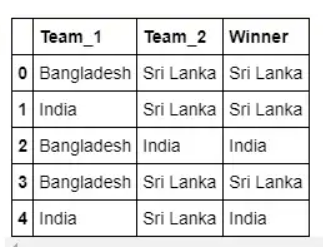 Team_1 Team_2 Winner
0 Bangladesh Sri Lanka Sri Lanka
1 India Sri Lanka Sri Lanka
2 Bangladesh India India
3 Bangladesh Sri Lanka Sri Lanka
4 India Sri Lanka India